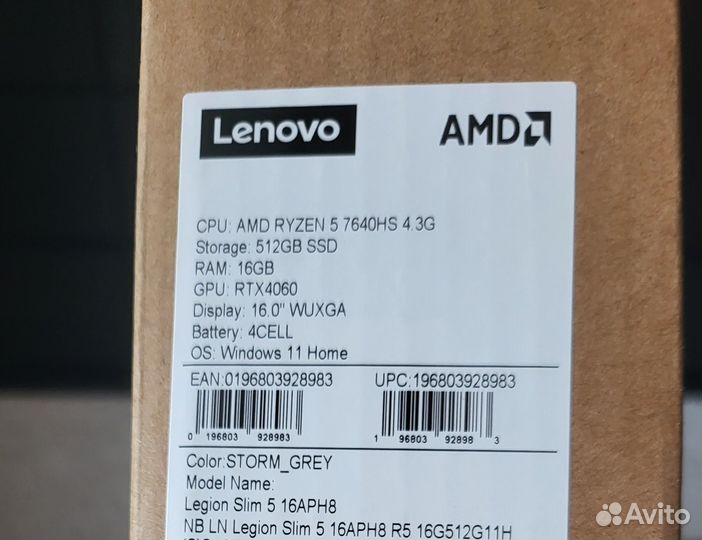 Lenovo
AMD
CPU: AMD RYZEN 5 7640HS 4.3G
Storage: 512GB SSD
RAM: 16GB
GPU: RTX4060
Display: 16.0" WUXGA
Battery: 4CELL
OS: Windows 11 Home
EAN:0196803928983 UPC:196803928983
0 196803 928983 1 96803 92898 3
Color:STORM_GREY
Model Name:
Legion Slim 5 16APH8
NB LN Legion Slim 5 16APH8 R5 16G512G11H
Avito